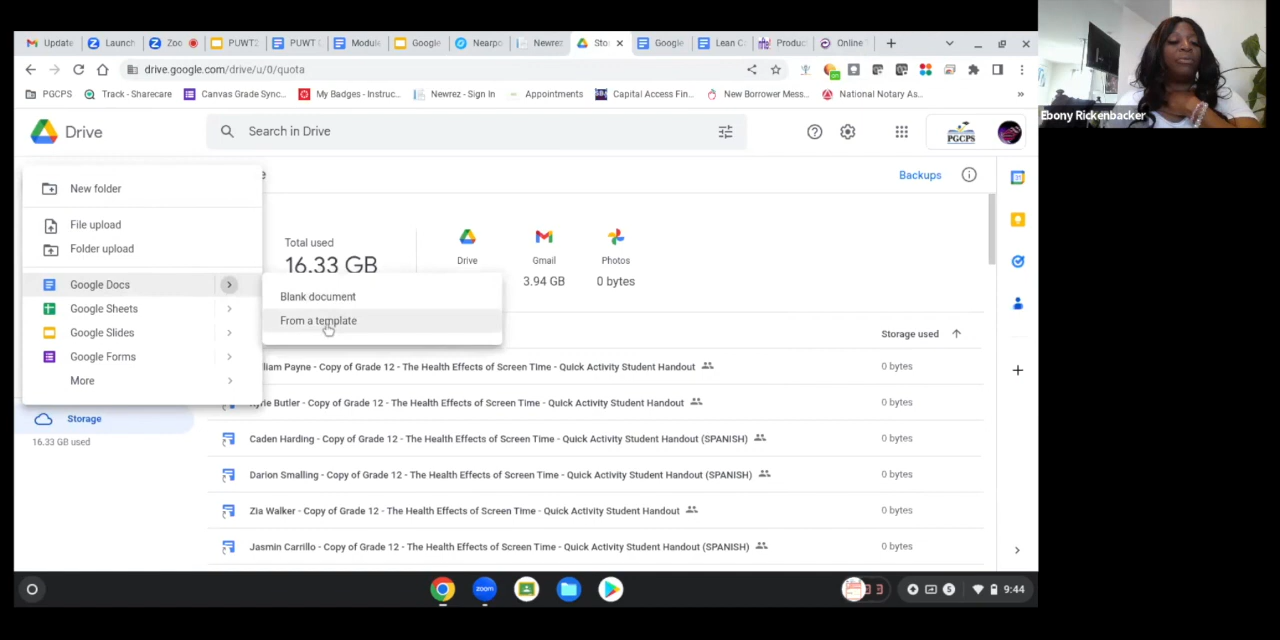 Update
Launch
Zoo
PUWT2
PUWT (
Module
Google
Nearpo
Newrez
Sto
Google
Lean C
Produc
Online
drive.google.com/drive/u/0/quota
PGCPS
Track - Sharecare
Canvas Grade Sync...
My Badges - Instruc...
Newrez - Sign In
Appointments
Capital Access Fin...
New Borrower Mess...
National Notary As...
»
Ebony Rickenbacker
Drive
Search in Drive
PGCPS
New folder
e
Backups
File upload
Folder upload
Total used
16.33 GB
Drive
Gmail
3.94 GB
Photos
0 bytes
Google Docs
Google Sheets
Google Slides
Google Forms
More
Blank document
From a template
Storage used
lliam Payne - Copy of Grade 12 - The Health Effects of Screen Time - Quick Activity Student Handout
0 bytes
Kyrie Butler - Copy of Grade 12 - The Health Effects of Screen Time - Quick Activity Student Handout
0 bytes
Storage
16.33 GB used
Caden Harding - Copy of Grade 12 - The Health Effects of Screen Time - Quick Activity Student Handout (SPANISH)
0 bytes
Darion Smalling - Copy of Grade 12 - The Health Effects of Screen Time - Quick Activity Student Handout (SPANISH)
0 bytes
Zia Walker - Copy of Grade 12 - The Health Effects of Screen Time - Quick Activity Student Handout
0 bytes
Jasmin Carrillo - Copy of Grade 12 - The Health Effects of Screen Time - Quick Activity Student Handout (SPANISH)
0 bytes
zoom
9:44